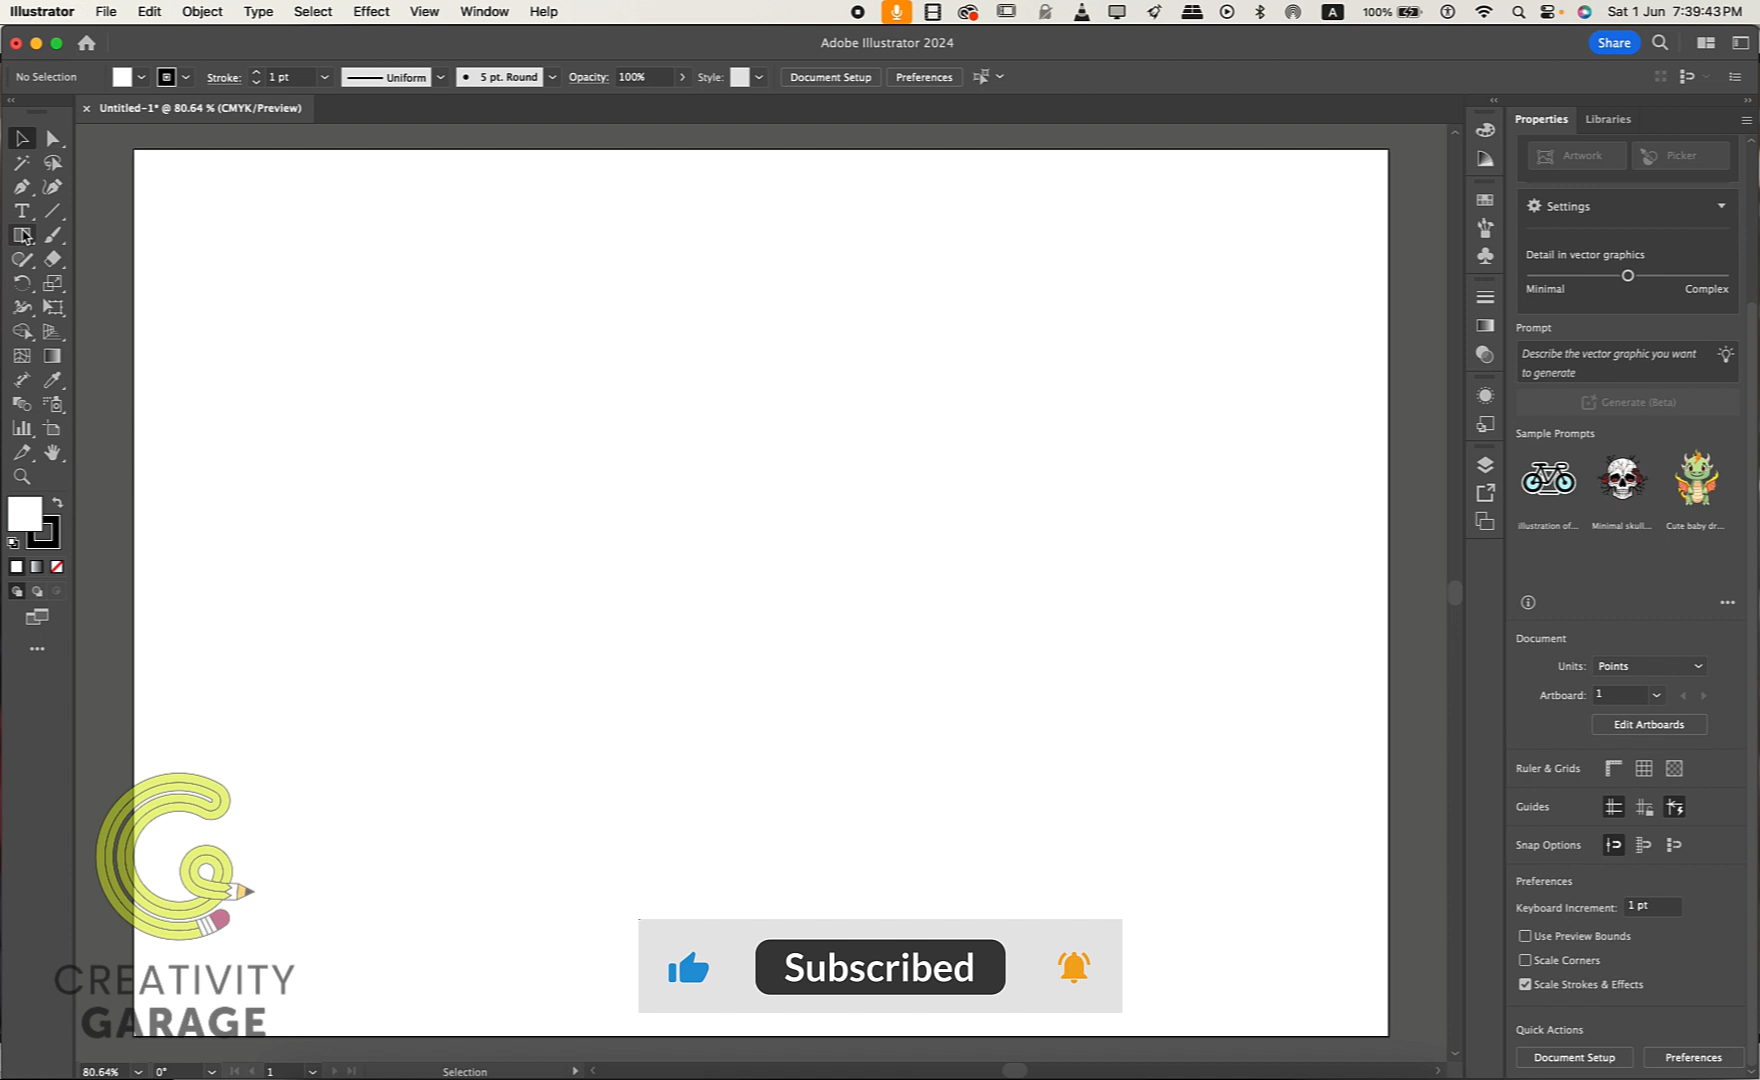 Illustrator File Edit Object Type Select Effect View Window Help A 100% Sat 1 Jun 7:39:43 PM
Adobe Illustrator 2024 Share
No Selection Stroke: 1 pt Uniform 5 pt. Round Opacity: 100% Style: Document Setup Preferences
× Untitled-1* @ 80.64 % (CMYK/Preview)
Properties Libraries
Artwork Picker
Settings
Detail in vector graphics
Minimal Complex
Prompt
Describe the vector graphic you want
to generate
Generate (Beta)
Sample Prompts
illustration of... Minimal skull... Cute baby dr...
Document
Units: Points
Artboard: 1
Edit Artboards
Ruler & Grids
Guides
Snap Options
Preferences
Keyboard Increment: 1 pt
Use Preview Bounds
Scale Corners
Scale Strokes & Effects
Quick Actions
Document Setup Preferences
CREATIVITY
GARAGE
Subscribed
80.64% 0° 1 Selection